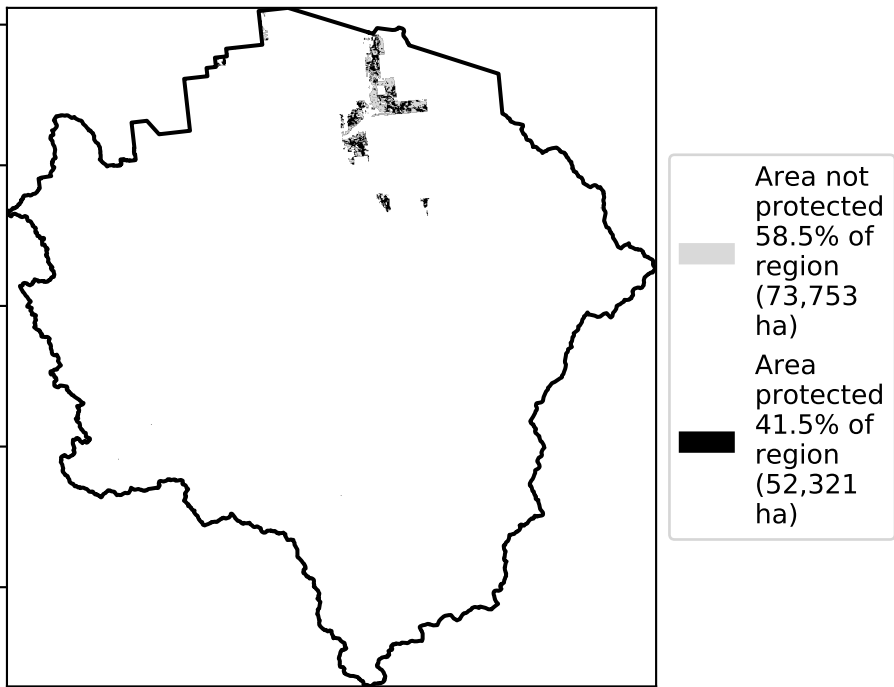 Area not
protected
58.5% of
region
(73,753
ha)
Area
protected
41.5% of
region
(52,321
ha)